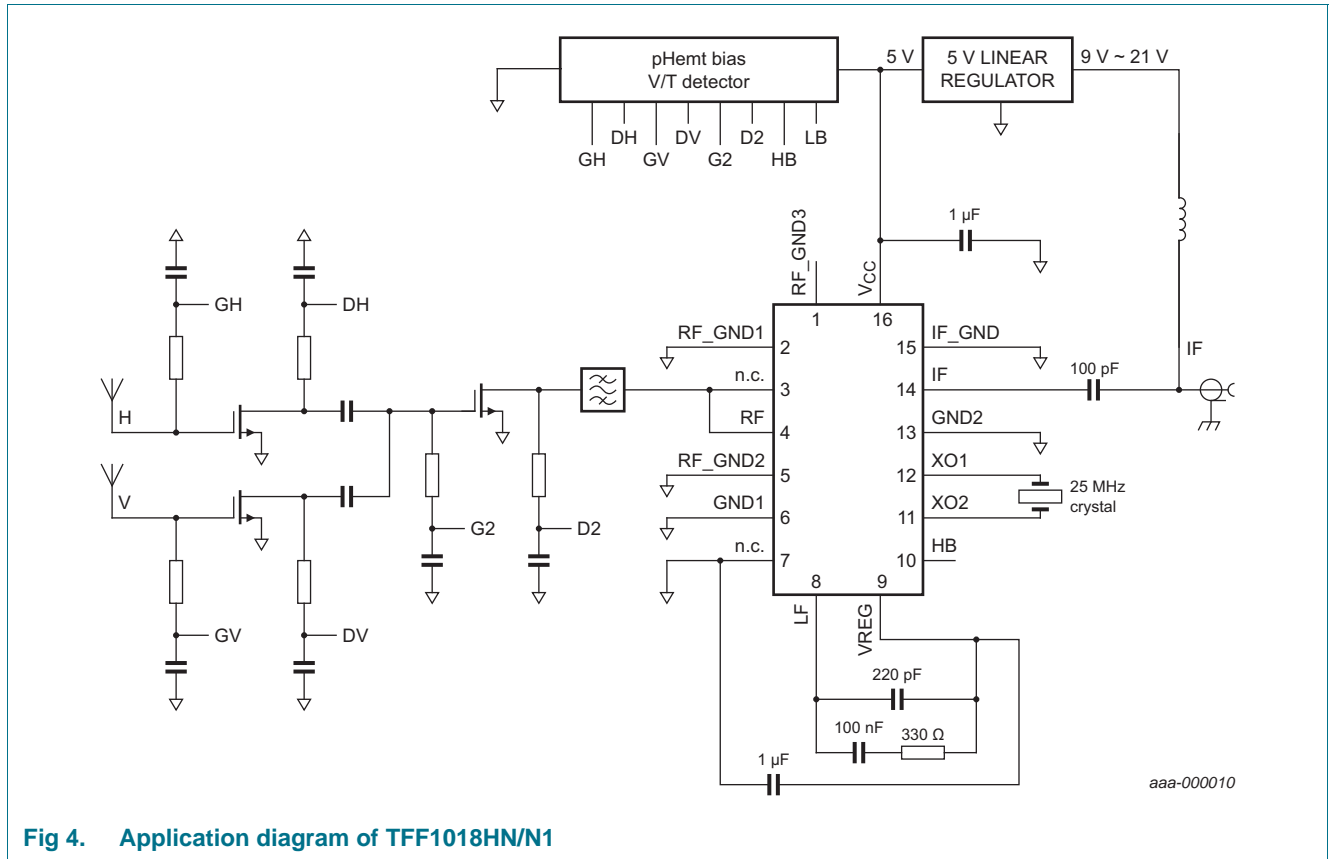 pHemt bias
V/T detector
5 V
5 V LINEAR
REGULATOR
9 V ~ 21 V
GH
DH
GV
DV
G2
D2
HB
LB
1 µF
RF_GND3
VCC
1
16
GH
DH
RF_GND1
2
15
IF_GND
n.c.
3
14
IF
100 pF
IF
H
RF
4
13
GND2
V
RF_GND2
5
12
XO1
25 MHz
crystal
GND1
6
11
XO2
G2
D2
n.c.
7
10
HB
8
9
LF
VREG
GV
DV
220 pF
100 nF
330 Ω
1 µF
aaa-000010
Fig 4. Application diagram of TFF1018HN/N1